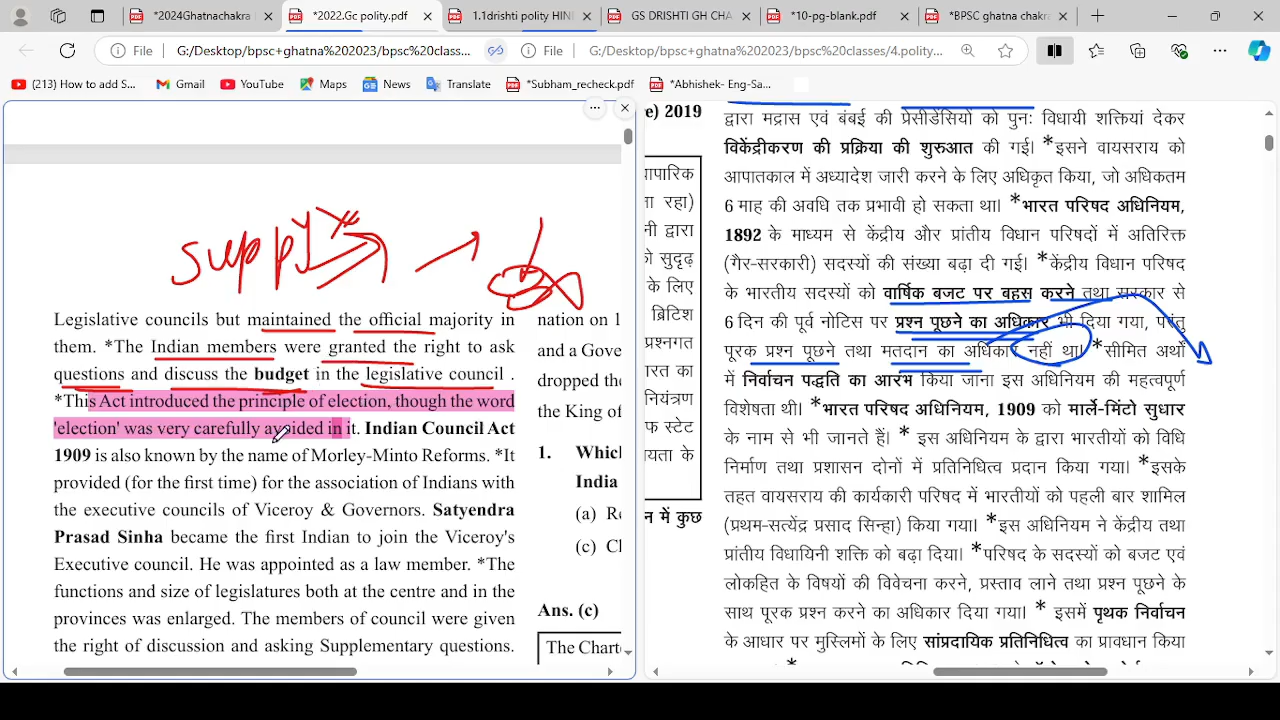 *2024Ghatnachakra
*2022.Gc polity.pdf
1.1drishti polity HINI
GS DRISHTI GH CHA
*10-pg-blank.pdf
*BPSC ghatna chakra
File
G:/Desktop/bpsc+ghatna%202023/bpsc%20class...
File
G:/Desktop/bpsc+ghatna%202023/bpsc%20classes/4.polity...
(213) How to add S...
Gmail
YouTube
Maps
News
Translate
*Subham_recheck.pdf
*Abhishek- Eng-Sa...
supply
Legislative councils but maintained the official majority in
them. *The Indian members were granted the right to ask
questions and discuss the budget in the legislative council .
*This Act introduced the principle of election, though the word
'election' was very carefully avoided in it. Indian Council Act
1909 is also known by the name of Morley-Minto Reforms. *It
provided (for the first time) for the association of Indians with
the executive councils of Viceroy & Governors. Satyendra
Prasad Sinha became the first Indian to join the Viceroy's
Executive council. He was appointed as a law member. *The
functions and size of legislatures both at the centre and in the
provinces was enlarged. The members of council were given
the right of discussion and asking Supplementary questions.
nation on 1
and a Gove
dropped the
the King of
1. Whicl
India
(a) Re
(c) Cl
Ans. (c)
The Charte
e) 2019
यापारिक
ना रहा)
नी द्वारा
को सुदृढ़
के लिए
ब्रिटिश
प्रश्नगत
ारत का
नियंत्रण
फ स्टेट
ायता के
न में कुछ
द्वारा मद्रास एवं बंबई की प्रेसीडेंसियों को पुनः विधायी शक्तियां देकर
विकेंद्रीकरण की प्रक्रिया की शुरुआत की गई। *इसने वायसराय को
आपातकाल में अध्यादेश जारी करने के लिए अधिकृत किया, जो अधिकतम
6 माह की अवधि तक प्रभावी हो सकता था। *भारत परिषद अधिनियम,
1892 के माध्यम से केंद्रीय और प्रांतीय विधान परिषदों में अतिरिक्त
(गैर-सरकारी) सदस्यों की संख्या बढ़ा दी गई। *केंद्रीय विधान परिषद
के भारतीय सदस्यों को वार्षिक बजट पर बहस करने तथा सरकार से
6 दिन की पूर्व नोटिस पर प्रश्न पूछने का अधिकार भी दिया गया, परंतु
पूरक प्रश्न पूछने तथा मतदान का अधिकार नहीं था। *सीमित अर्थों
में निर्वाचन पद्धति का आरंभ किया जाना इस अधिनियम की महत्वपूर्ण
विशेषता थी। *भारत परिषद अधिनियम, 1909 को मार्ले-मिंटो सुधार
के नाम से भी जानते हैं। * इस अधिनियम के द्वारा भारतीयों को विधि
निर्माण तथा प्रशासन दोनों में प्रतिनिधित्व प्रदान किया गया। *इसके
तहत वायसराय की कार्यकारी परिषद में भारतीयों को पहली बार शामिल
(प्रथम-सत्येंद्र प्रसाद सिन्हा) किया गया। *इस अधिनियम ने केंद्रीय तथा
प्रांतीय विधायिनी शक्ति को बढ़ा दिया। *परिषद के सदस्यों को बजट एवं
लोकहित के विषयों की विवेचना करने, प्रस्ताव लाने तथा प्रश्न पूछने के
साथ पूरक प्रश्न करने का अधिकार दिया गया। * इसमें पृथक निर्वाचन
के आधार पर मुस्लिमों के लिए सांप्रदायिक प्रतिनिधित्व का प्रावधान किया